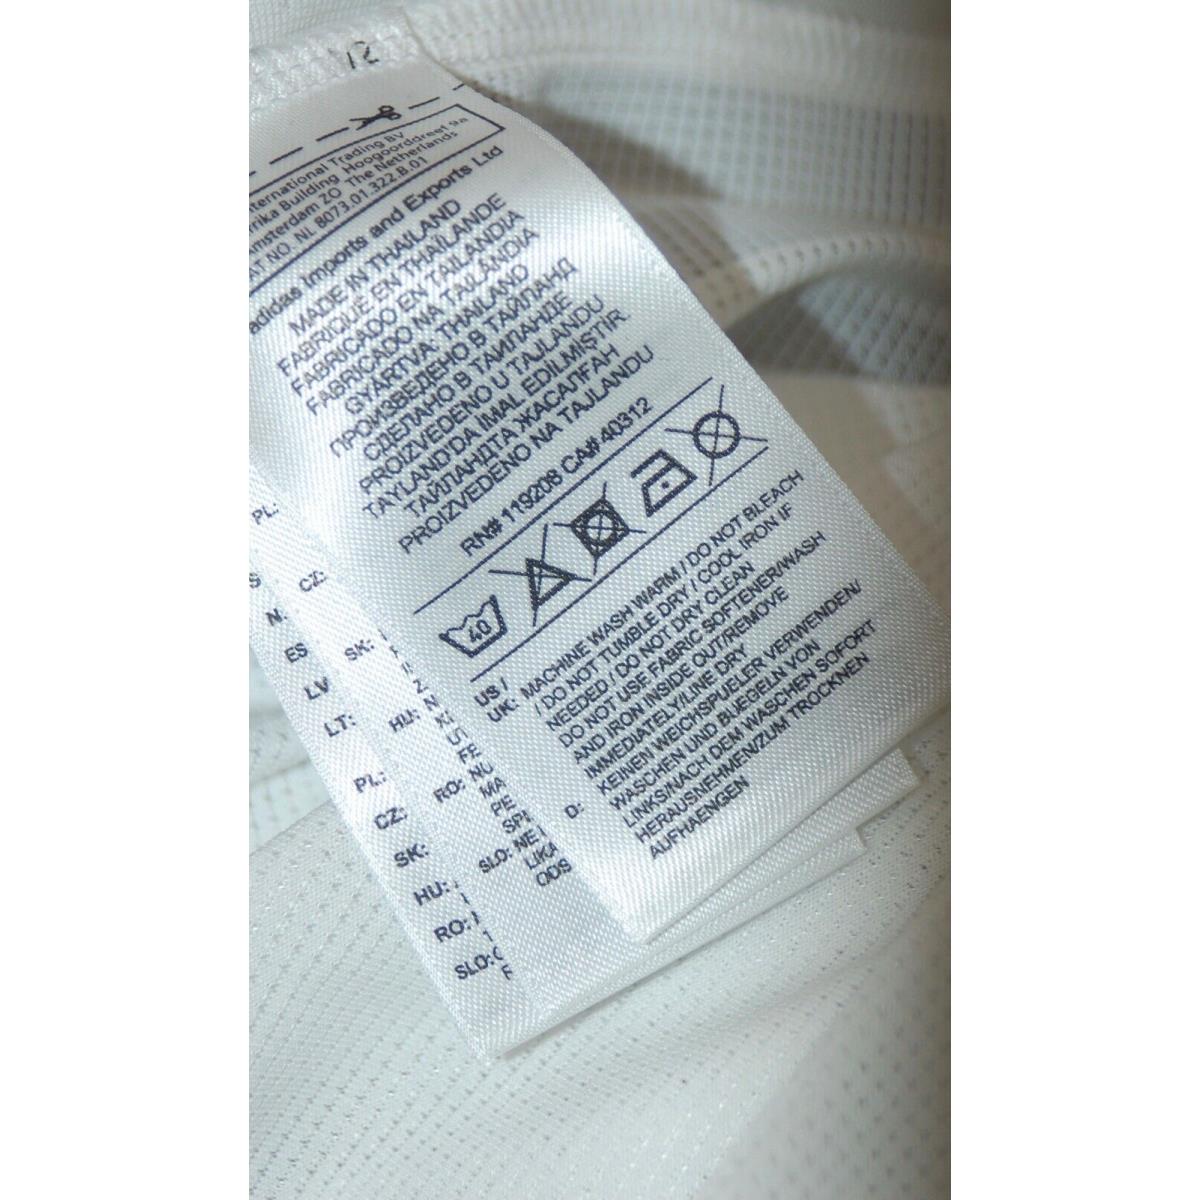 12
International Trading BV
frika Building Hoogoorddreef 9a
Amsterdam ZO The Netherlands
AT NO. NL 8073.01.322.B.01
adidas Imports and Exports Ltd
MADE IN THAILAND
FABRIQUÉ EN THAÏLANDE
FABRICADO EN TAILANDIA
FABRICADO NA TAILÂNDIA
GYÁRTVA: THAILAND
ПРОИЗВЕДЕНО В ТАЙЛАНД
СДЕЛАНО В ТАИЛАНДЕ
PROIZVEDENO U TAJLANDU
TAYLAND'DA İMAL EDİLMİŞTİR
ТАЙЛАНДТА ЖАСАЛҒАН
PROIZVEDENO NA TAJLANDU
RN# 119208 CA# 40312
40
US / UK: MACHINE WASH WARM / DO NOT BLEACH
/ DO NOT TUMBLE DRY / COOL IRON IF
NEEDED / DO NOT DRY CLEAN
DO NOT USE FABRIC SOFTENER/WASH
AND IRON INSIDE OUT/REMOVE
IMMEDIATELY/LINE DRY
D: KEINEN WEICHSPUELER VERWENDEN/
WASCHEN UND BUEGELN VON
LINKS/NACH DEM WASCHEN SOFORT
HERAUSNEHMEN/ZUM TROCKNEN
AUFHAENGEN
PL:
CZ:
SK:
HU:
RO:
SLO:
ES
LV
LT:
PL:
CZ:
SK:
HU:
RO:
SLO: